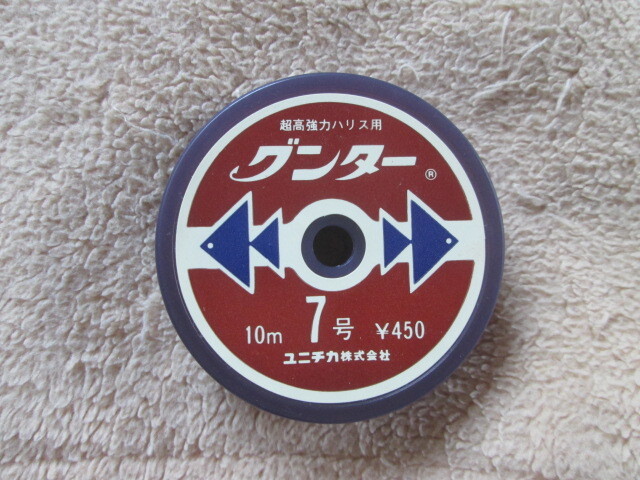 超高強力ハリス用
グンター®
10m 7号 ¥450
ユニチカ株式会社